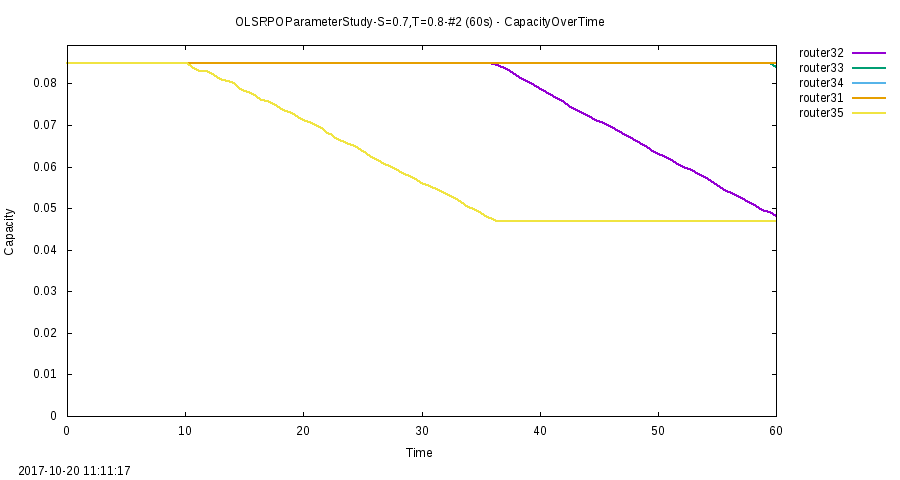 OLSRPOParameterStudy-S=0.7,T=0.8-#2 (60s) - CapacityOverTime
router32
router33
router34
router31
router35
0.08
0.07
0.06
0.05
0.04
0.03
0.02
0.01
0
Capacity
0 10 20 30 40 50 60
Time
2017-10-20 11:11:17